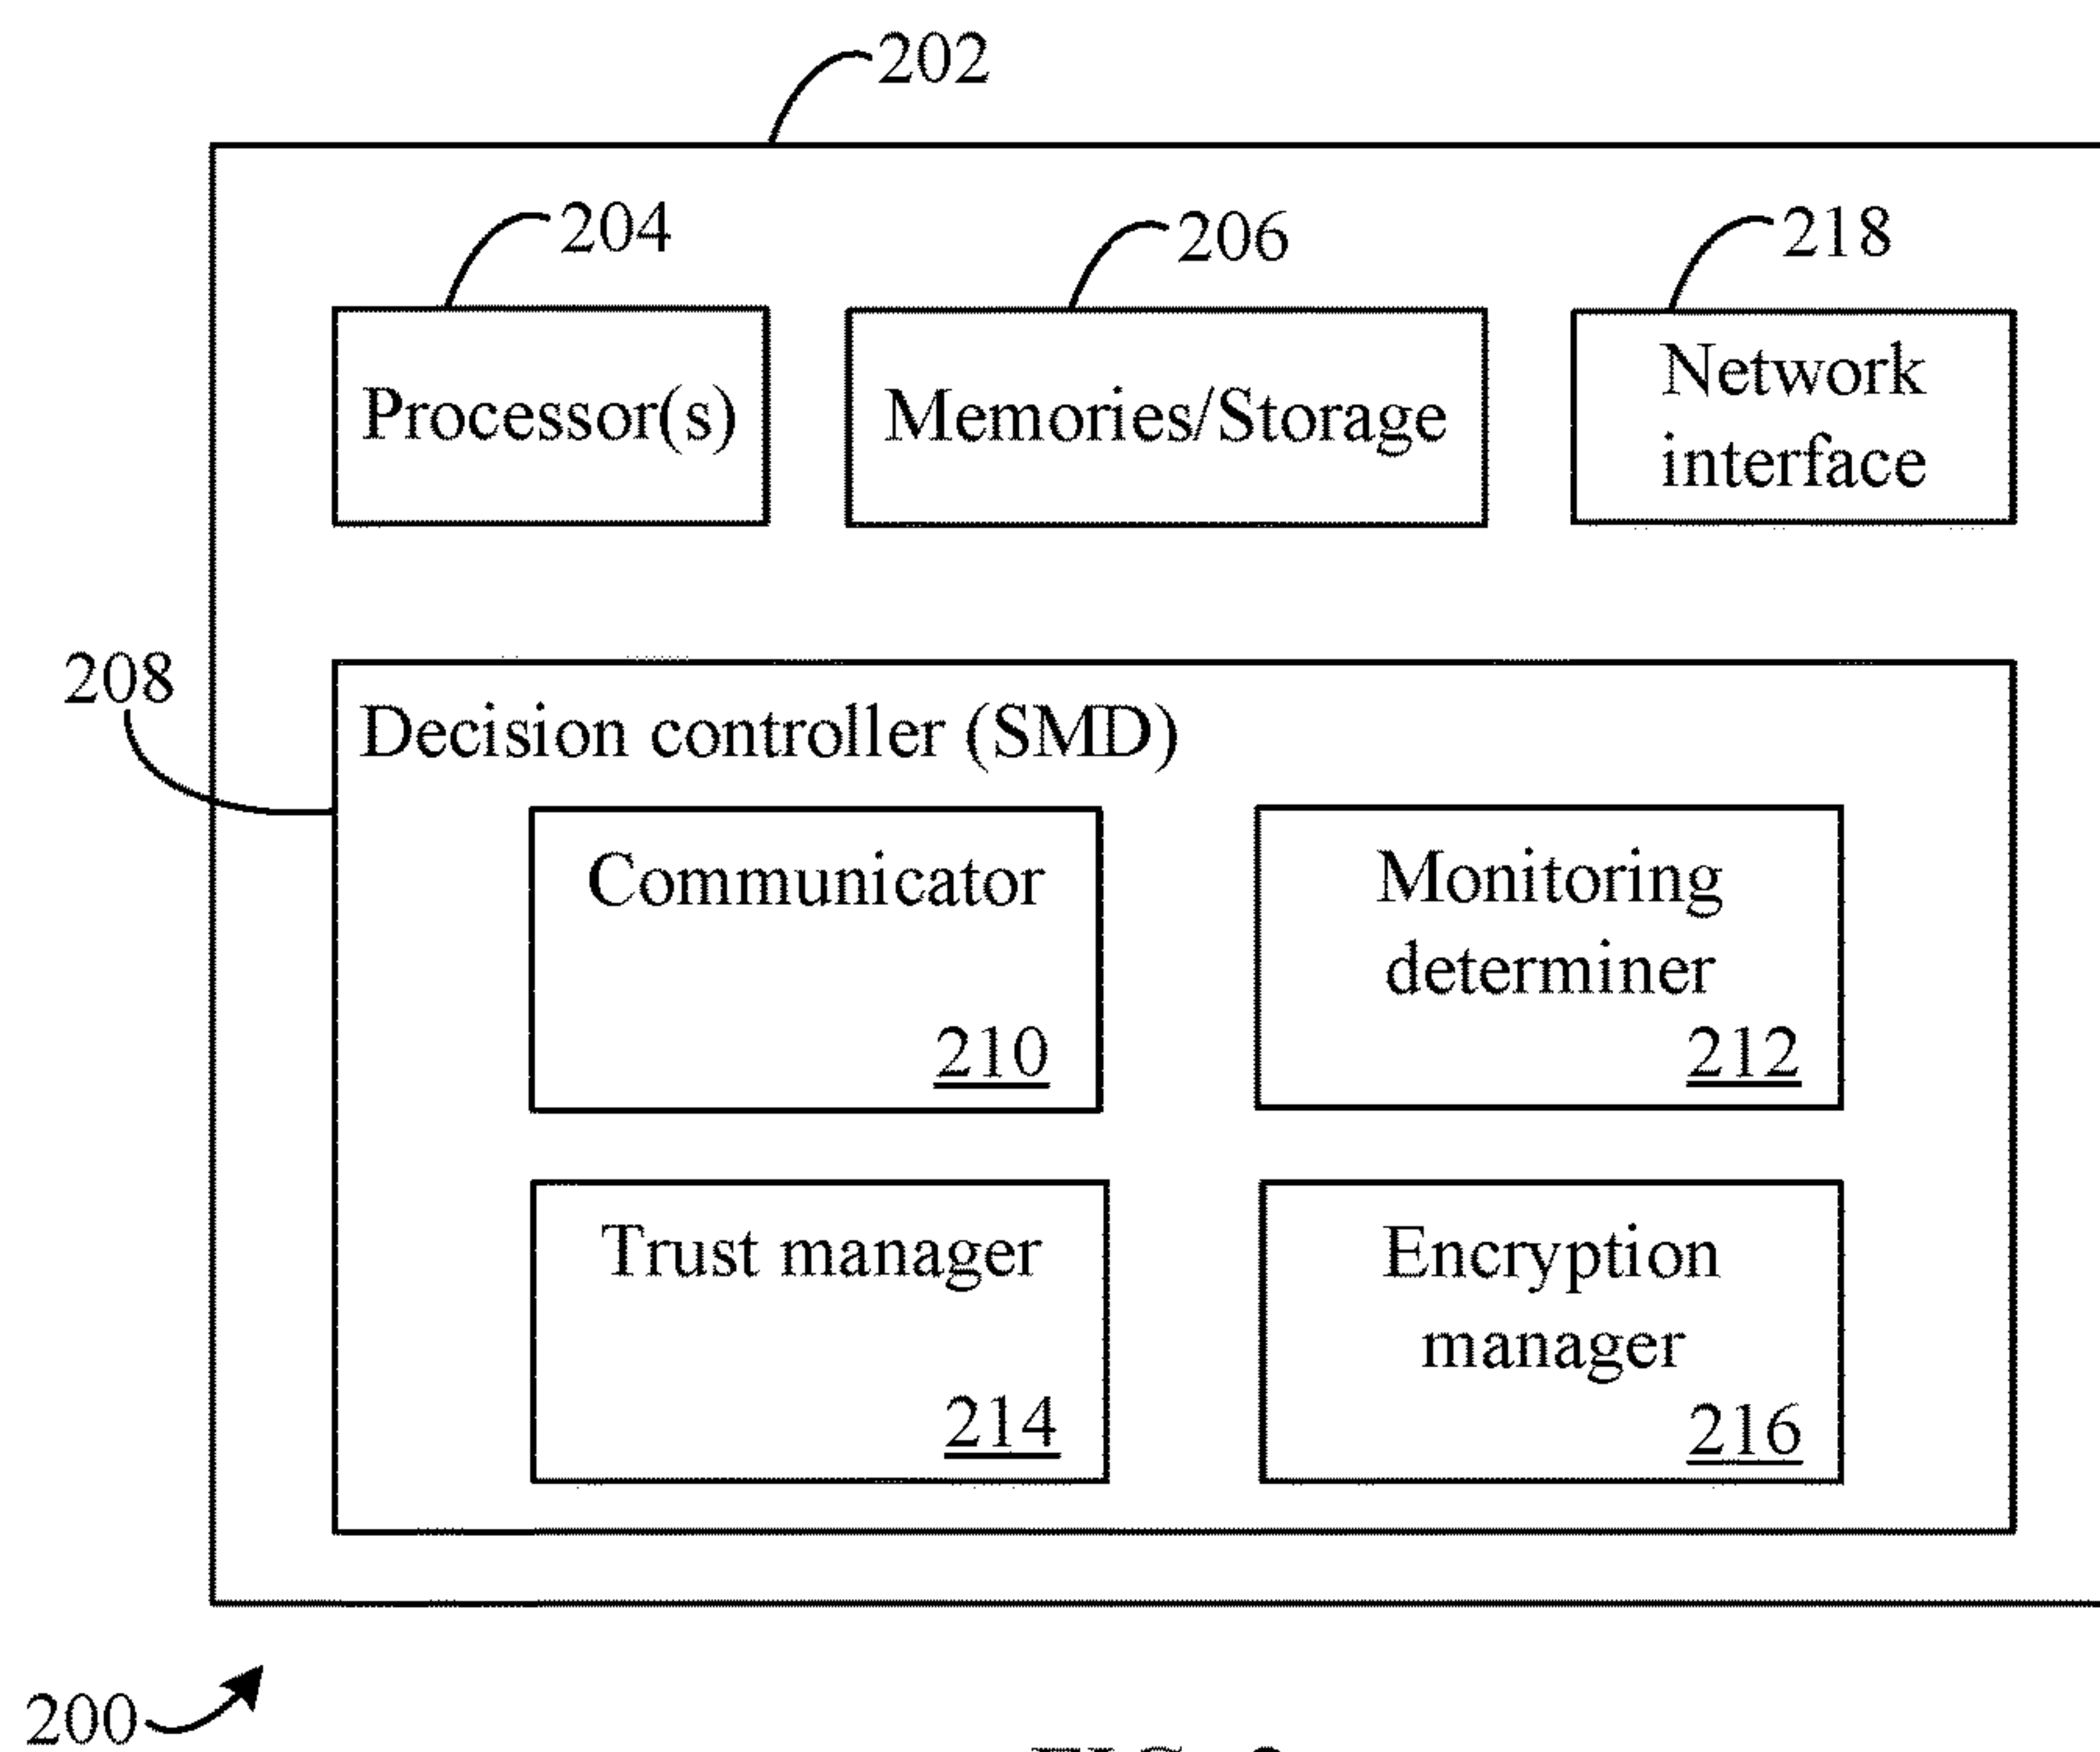 202
204
206
218
Processor(s)
Memories/Storage
Network
interface
208
Decision controller (SMD)
Communicator
210
Monitoring
determiner
212
Trust manager
214
Encryption
manager
216
200